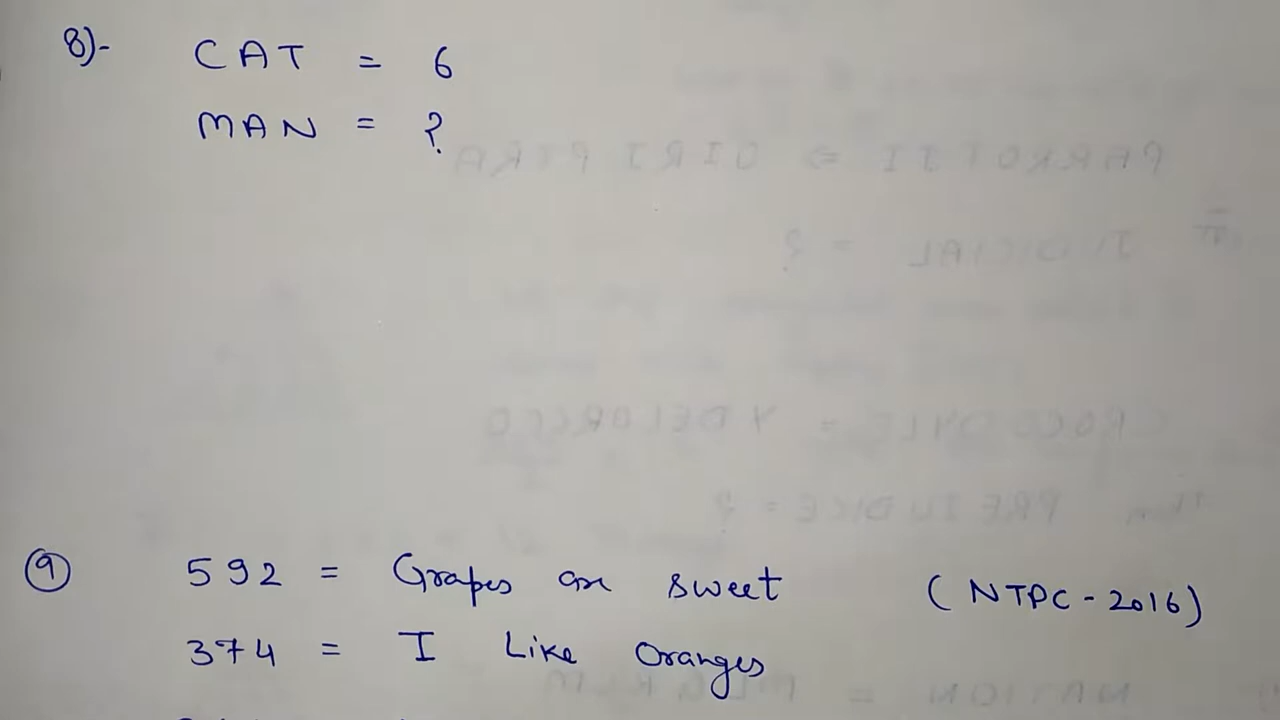 8)- CAT = 6
MAN = ?
9 592 = Grapes are sweet (NTPC-2016)
374 = I Like Oranges